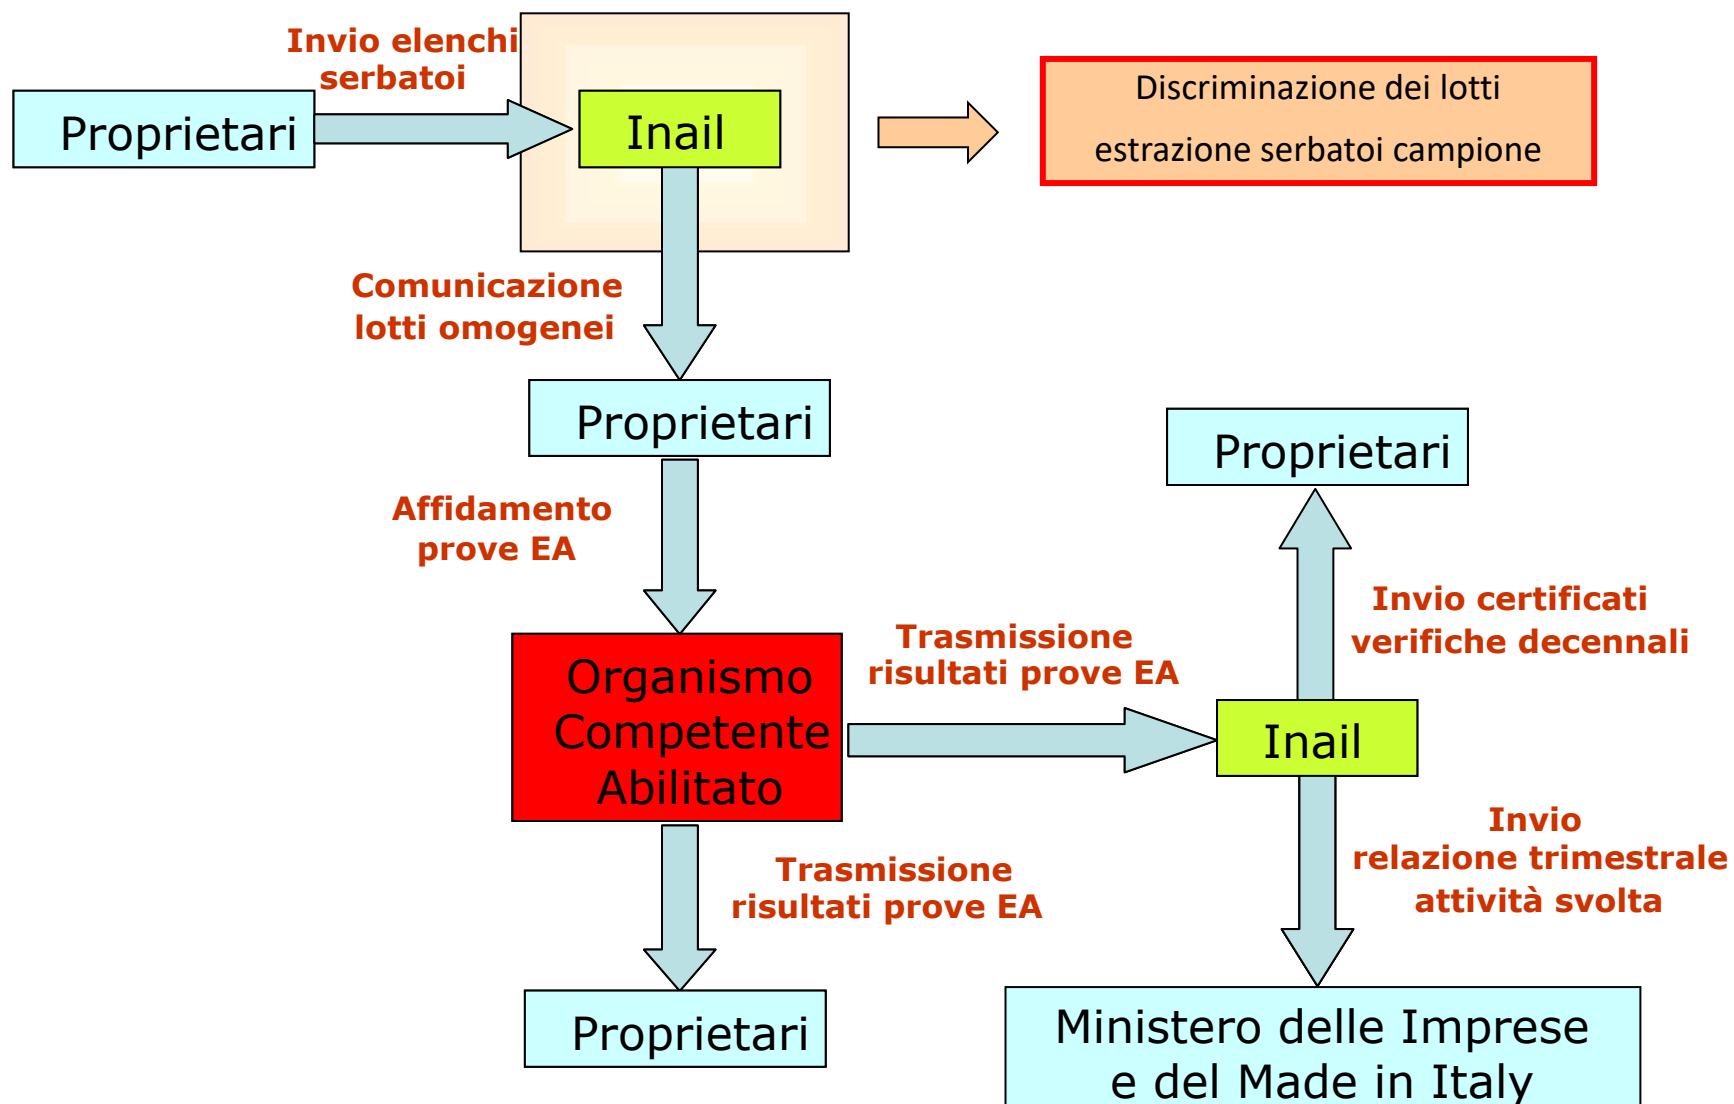 Invio elenchi
serbatoi
Proprietari
Inail
Discriminazione dei lotti
estrazione serbatoi campione
Comunicazione
lotti omogenei
Proprietari
Affidamento
prove EA
Organismo
Competente
Abilitato
Trasmissione
risultati prove EA
Proprietari
Trasmissione
risultati prove EA
Inail
Invio certificati
verifiche decennali
Proprietari
Invio
relazione trimestrale
attività svolta
Ministero delle Imprese
e del Made in Italy